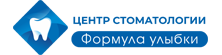 ЦЕНТР СТОМАТОЛОГИИ
Формула улыбки